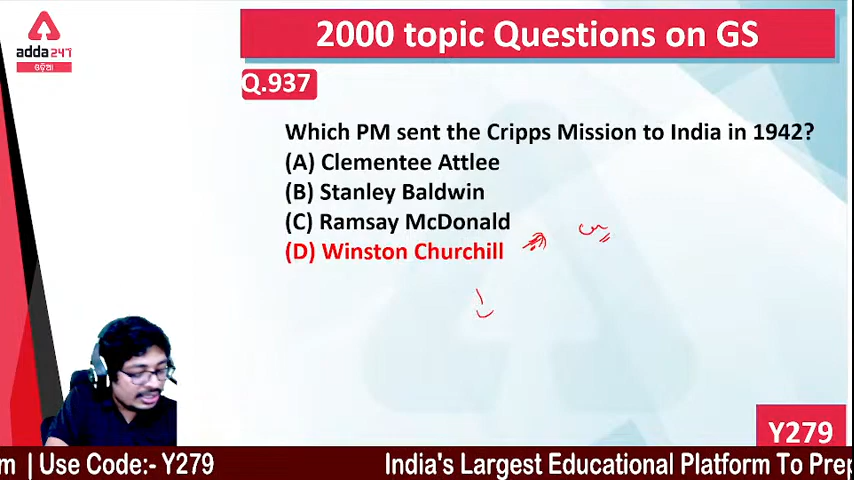 adda247
ଓଡ଼ିଆ
2000 topic Questions on GS
Q.937
Which PM sent the Cripps Mission to India in 1942?
(A) Clementee Attlee
(B) Stanley Baldwin
(C) Ramsay McDonald
(D) Winston Churchill
Y279
m | Use Code:- Y279 India's Largest Educational Platform To Prep